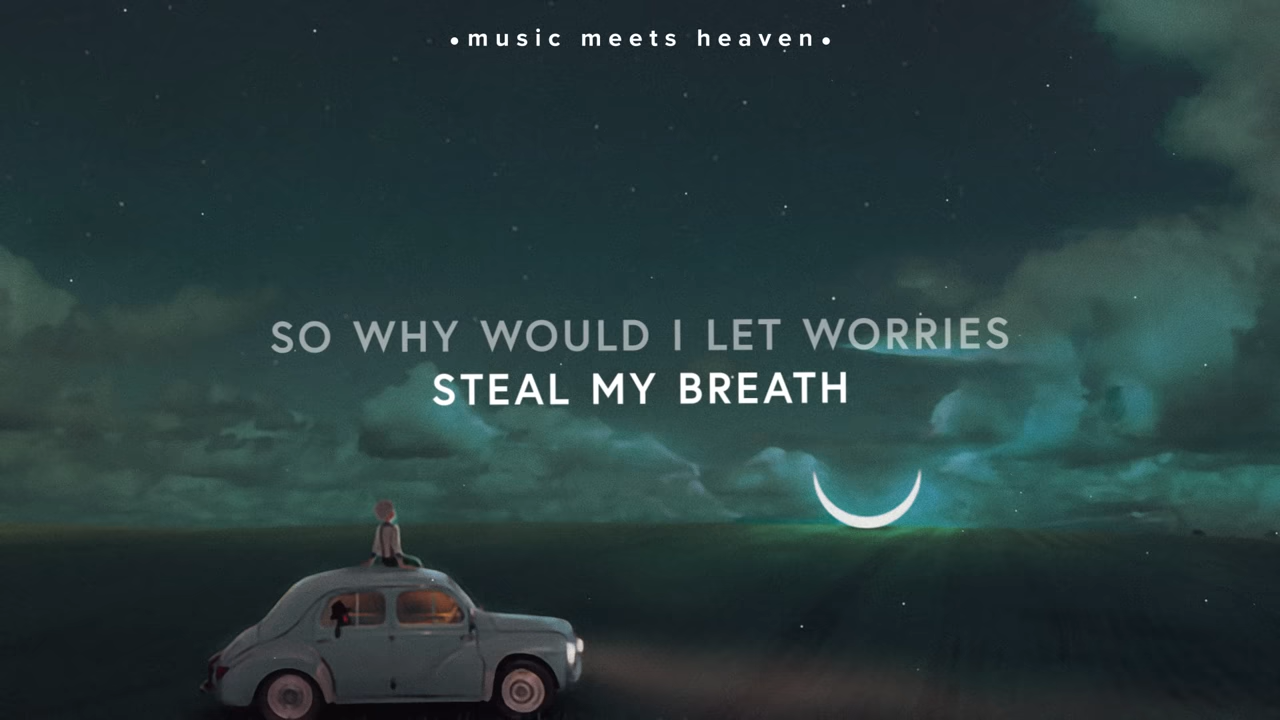 •music meets heaven•
SO WHY WOULD I LET WORRIES
STEAL MY BREATH